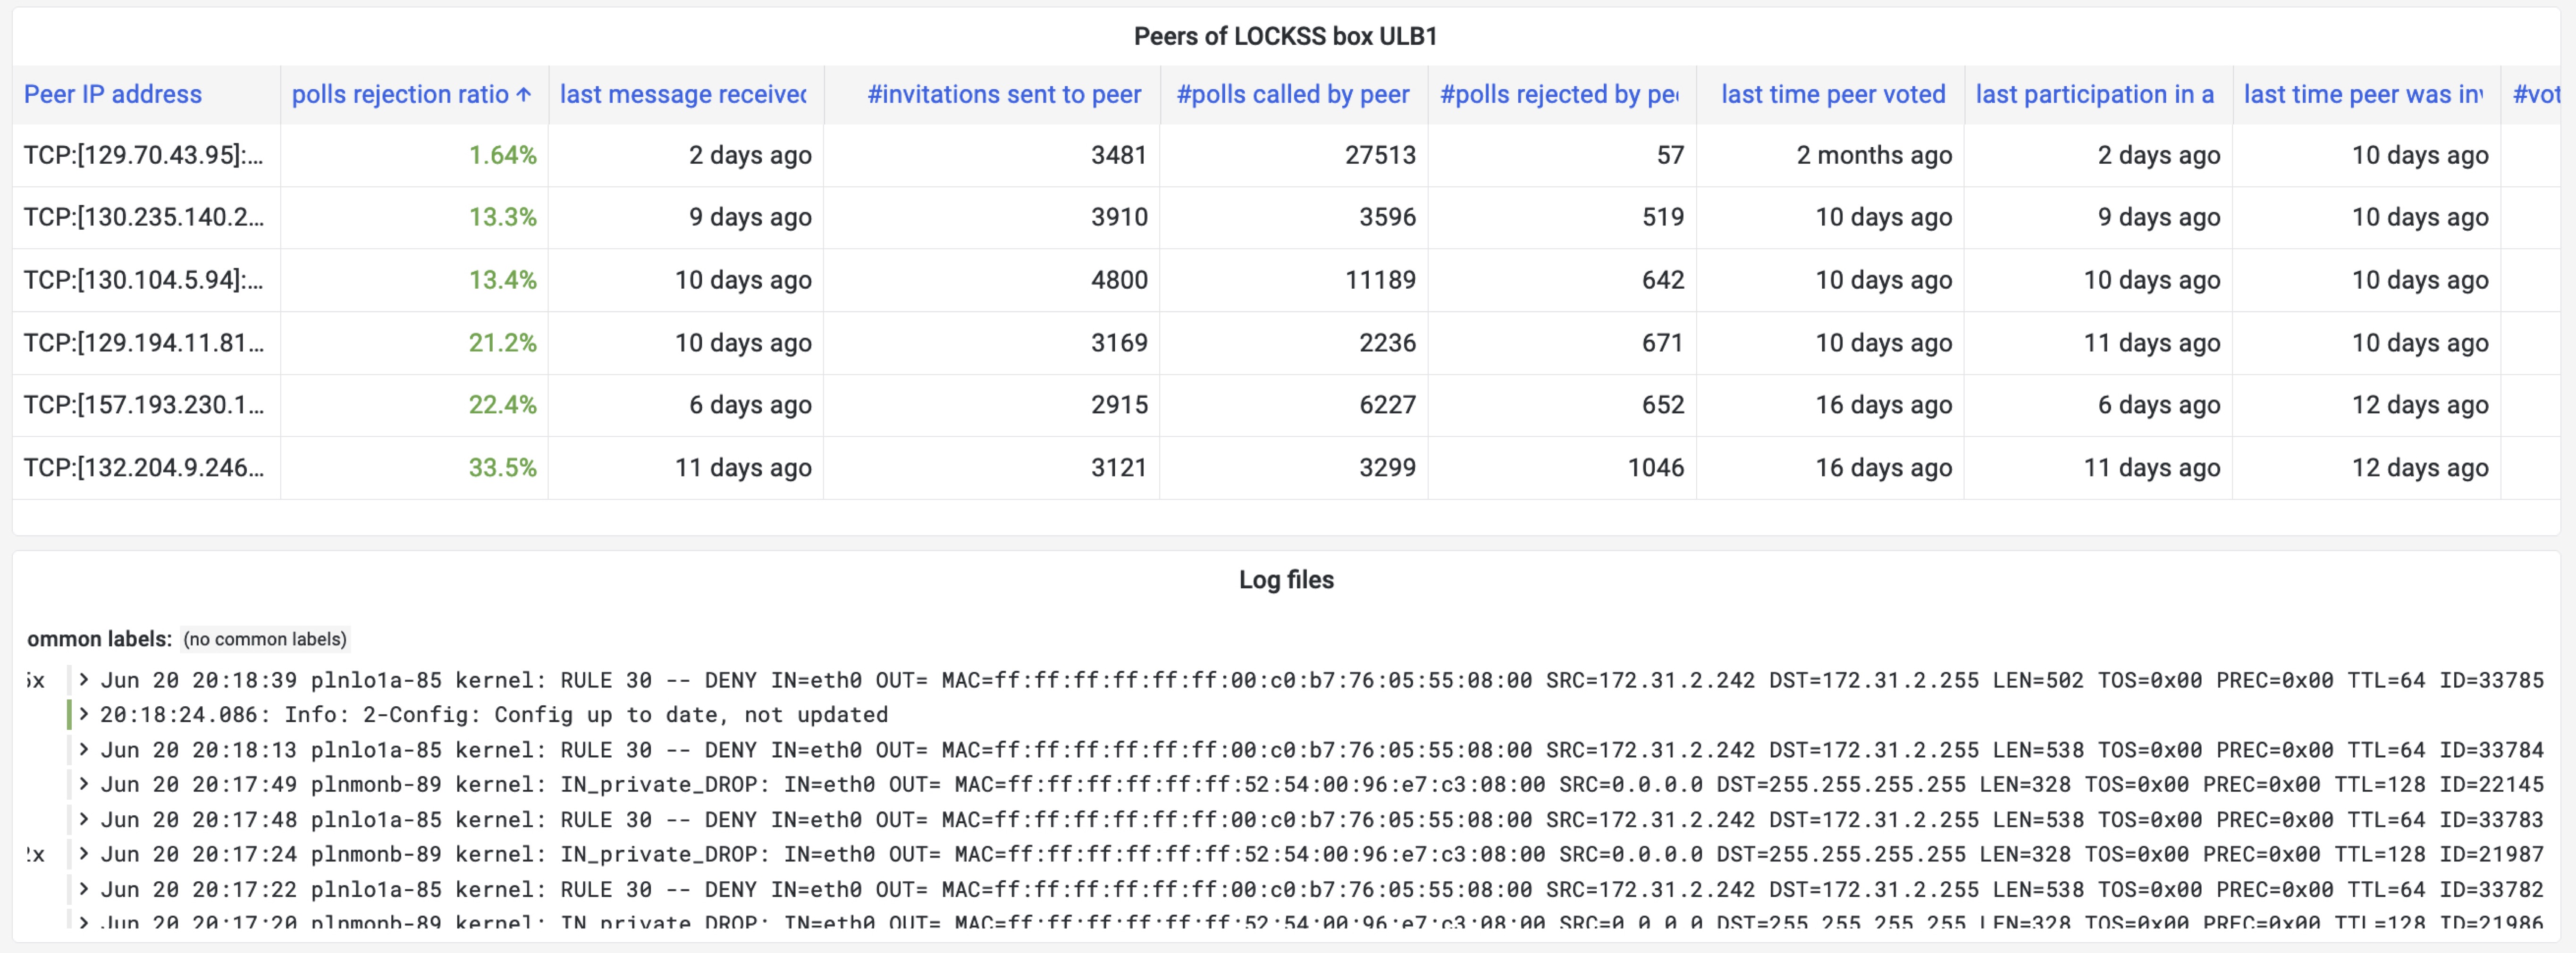 Peers of LOCKSS box ULB1
Peer IP address polls rejection ratio ↑ last message received #invitations sent to peer #polls called by peer #polls rejected by pee last time peer voted last participation in a last time peer was inv #vot
TCP:[129.70.43.95]:... 1.64% 2 days ago 3481 27513 57 2 months ago 2 days ago 10 days ago
TCP:[130.235.140.2... 13.3% 9 days ago 3910 3596 519 10 days ago 9 days ago 10 days ago
TCP:[130.104.5.94]:... 13.4% 10 days ago 4800 11189 642 10 days ago 10 days ago 10 days ago
TCP:[129.194.11.81... 21.2% 10 days ago 3169 2236 671 10 days ago 11 days ago 10 days ago
TCP:[157.193.230.1... 22.4% 6 days ago 2915 6227 652 16 days ago 6 days ago 12 days ago
TCP:[132.204.9.246... 33.5% 11 days ago 3121 3299 1046 16 days ago 11 days ago 12 days ago
Log files
ommon labels: (no common labels)
5x > Jun 20 20:18:39 plnlo1a-85 kernel: RULE 30 -- DENY IN=eth0 OUT= MAC=ff:ff:ff:ff:ff:ff:00:c0:b7:76:05:55:08:00 SRC=172.31.2.242 DST=172.31.2.255 LEN=502 TOS=0x00 PREC=0x00 TTL=64 ID=33785
> 20:18:24.086: Info: 2-Config: Config up to date, not updated
> Jun 20 20:18:13 plnlo1a-85 kernel: RULE 30 -- DENY IN=eth0 OUT= MAC=ff:ff:ff:ff:ff:ff:00:c0:b7:76:05:55:08:00 SRC=172.31.2.242 DST=172.31.2.255 LEN=538 TOS=0x00 PREC=0x00 TTL=64 ID=33784
> Jun 20 20:17:49 plnmonb-89 kernel: IN_private_DROP: IN=eth0 OUT= MAC=ff:ff:ff:ff:ff:ff:52:54:00:96:e7:c3:08:00 SRC=0.0.0.0 DST=255.255.255.255 LEN=328 TOS=0x00 PREC=0x00 TTL=128 ID=22145
> Jun 20 20:17:48 plnlo1a-85 kernel: RULE 30 -- DENY IN=eth0 OUT= MAC=ff:ff:ff:ff:ff:ff:00:c0:b7:76:05:55:08:00 SRC=172.31.2.242 DST=172.31.2.255 LEN=538 TOS=0x00 PREC=0x00 TTL=64 ID=33783
2x > Jun 20 20:17:24 plnmonb-89 kernel: IN_private_DROP: IN=eth0 OUT= MAC=ff:ff:ff:ff:ff:ff:52:54:00:96:e7:c3:08:00 SRC=0.0.0.0 DST=255.255.255.255 LEN=328 TOS=0x00 PREC=0x00 TTL=128 ID=21987
> Jun 20 20:17:22 plnlo1a-85 kernel: RULE 30 -- DENY IN=eth0 OUT= MAC=ff:ff:ff:ff:ff:ff:00:c0:b7:76:05:55:08:00 SRC=172.31.2.242 DST=172.31.2.255 LEN=538 TOS=0x00 PREC=0x00 TTL=64 ID=33782
> Jun 20 20:17:20 plnmonb-89 kernel: IN_private_DROP: IN=eth0 OUT= MAC=ff:ff:ff:ff:ff:ff:52:54:00:96:e7:c3:08:00 SRC=0.0.0.0 DST=255.255.255.255 LEN=328 TOS=0x00 PREC=0x00 TTL=128 ID=21986